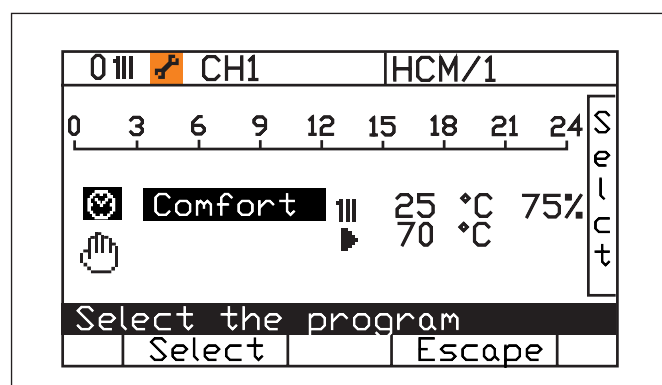 0 CH1 HCM/1
0 3 6 9 12 15 18 21 24
Selct
Comfort 25 °C 75%
70 °C
Select the program
Select Escape